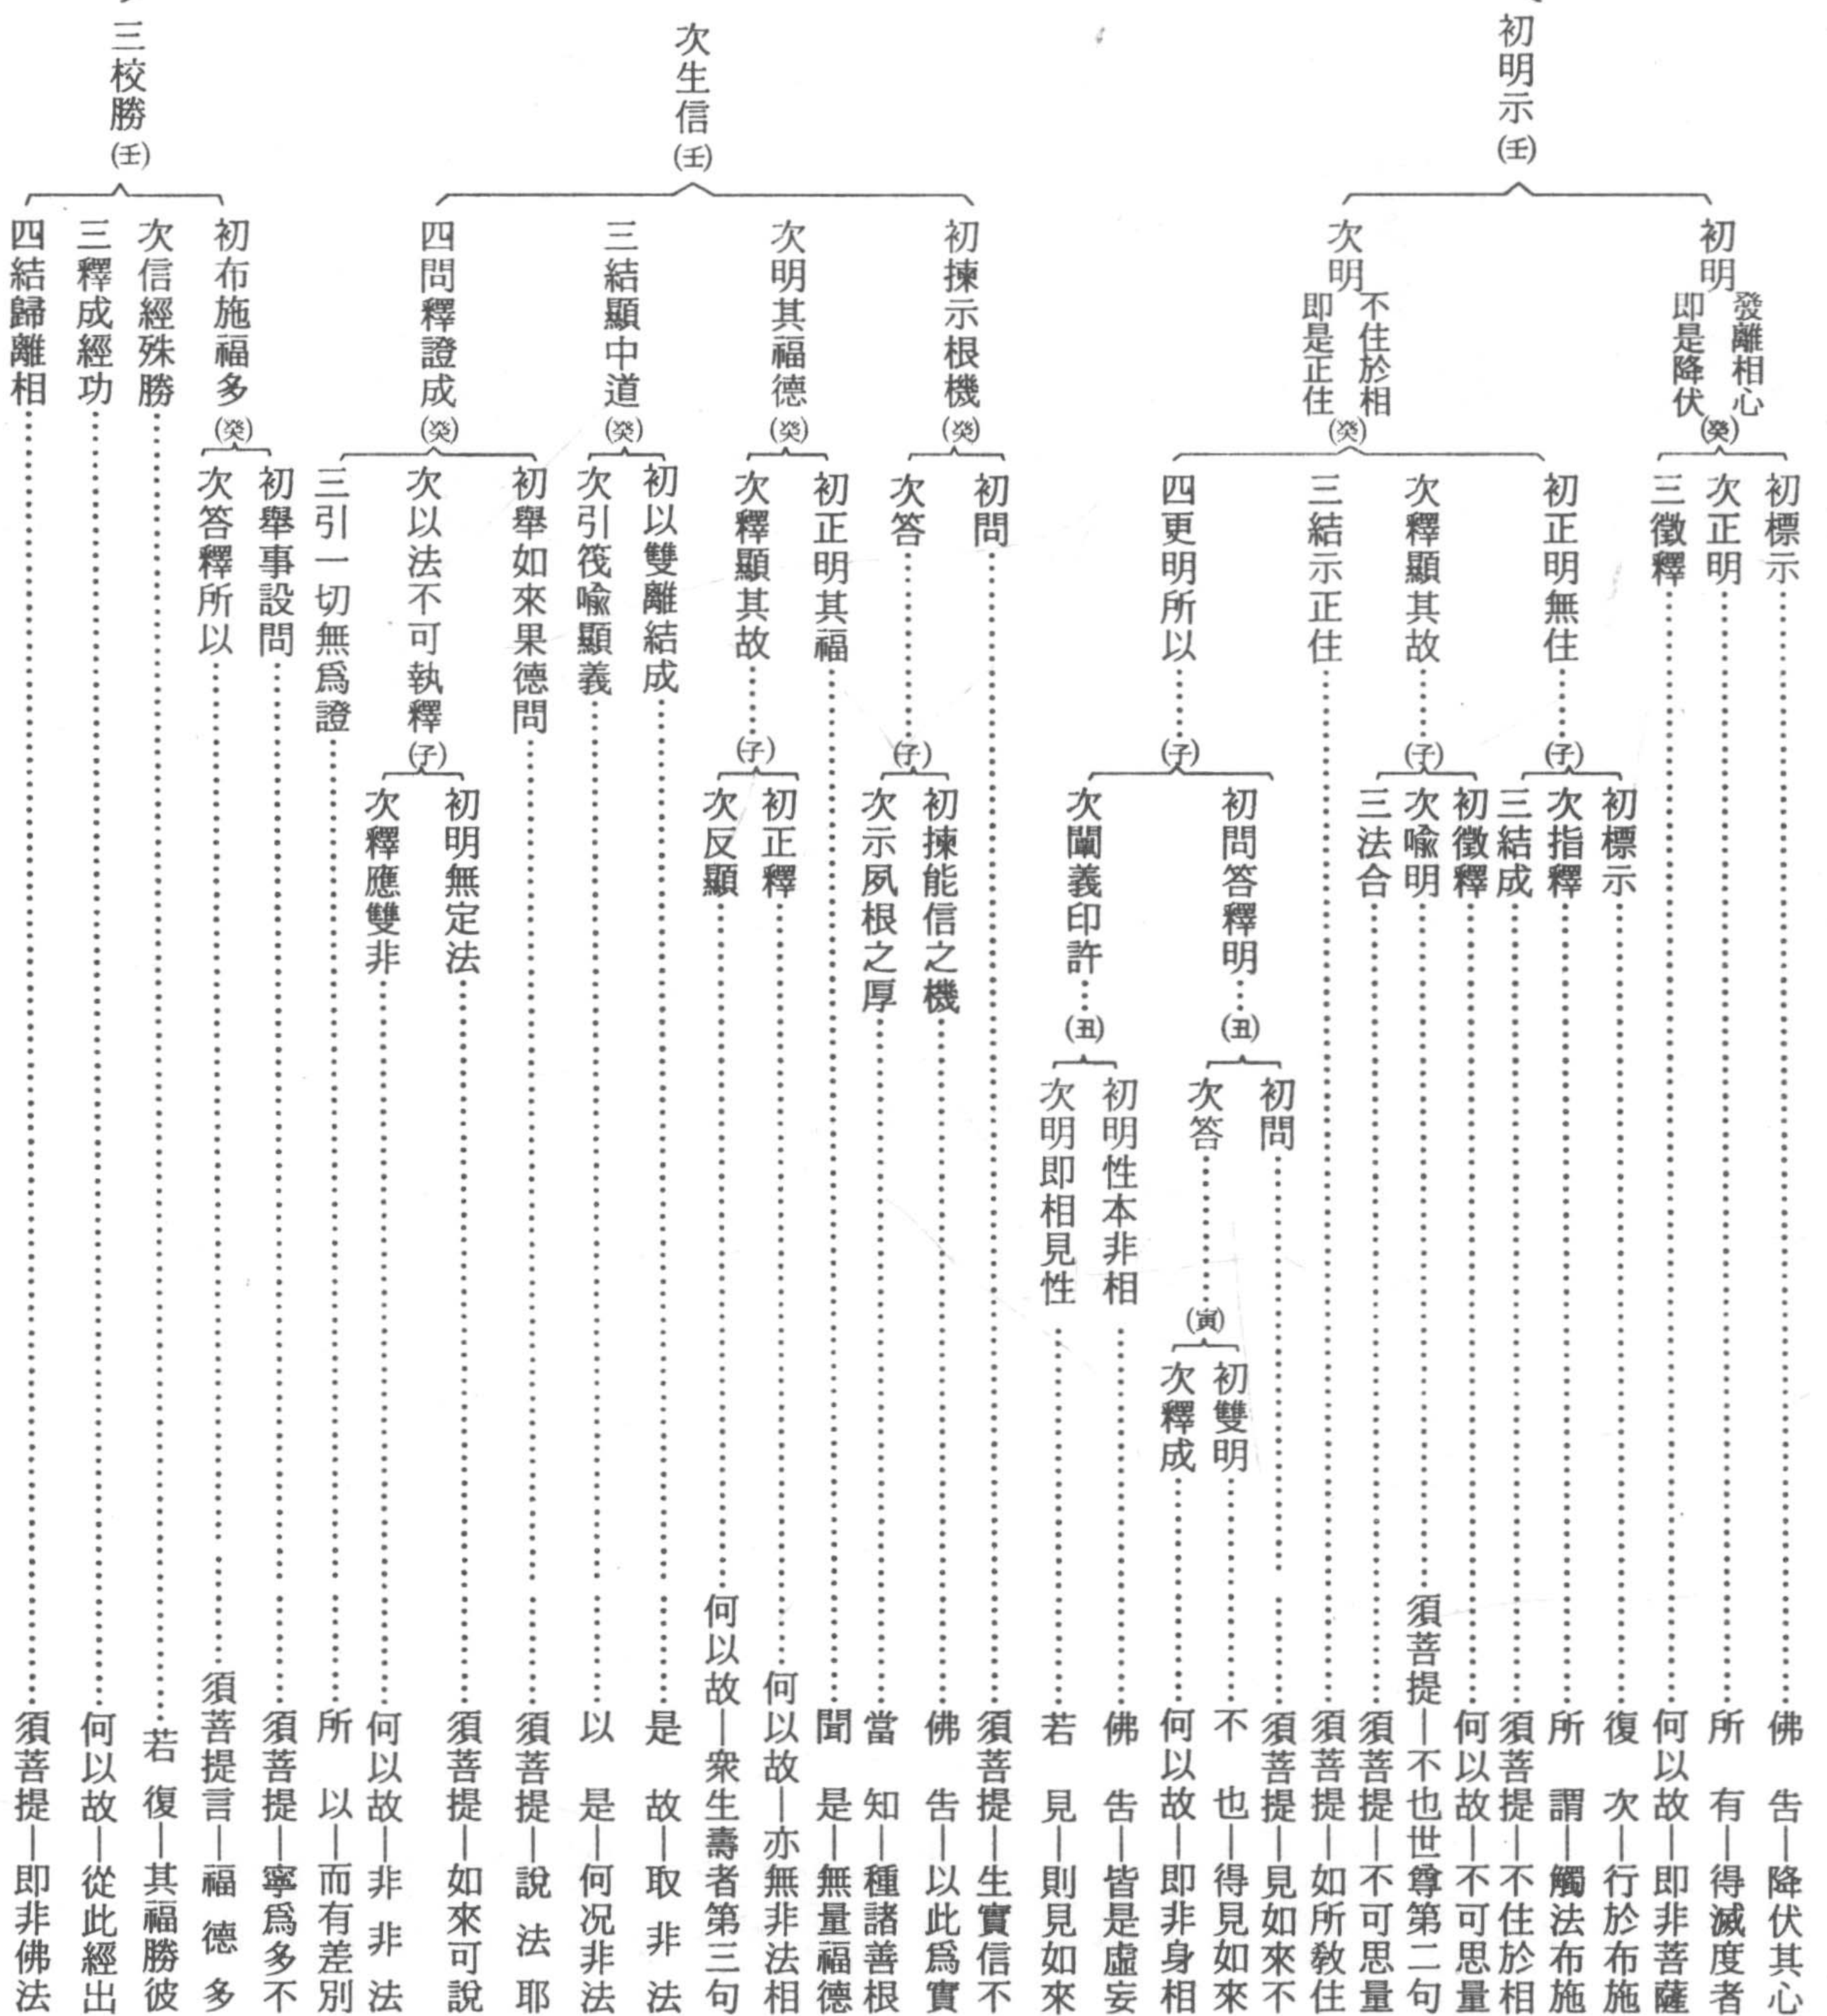 初明示(壬)
初明發離相心即是降伏(癸)
初標示
佛告—降伏其心
次正明
所有—得滅度者
三徵釋
何以故—即非菩薩
次明不住於相即是正住(癸)
初正明無住
(子)
初標示
復次—行於布施
次指釋
所謂—觸法布施
三結成
須菩提—不住於相
次釋顯其故
(子)
初徵釋
何以故—不可思量
次喩明
須菩提—不也世尊第二句
三法合
須菩提—不可思量
三結示正住
須菩提—如所敎住
四更明所以
(子)
初問答釋明
(丑)
初問
須菩提—見如來不
次答
(寅)
初雙明
不也—得見如來
次釋成
何以故—即非身相
次闡義印許
(丑)
初明性本非相
佛告—皆是虛妄
次明即相見性
若見—則見如來
次生信(壬)
初揀示根機(癸)
初問
須菩提—生實信不
次答
(子)
初揀能信之機
佛告—以此爲實
次示夙根之厚
當知—種諸善根
次明其福德(癸)
初正明其福
聞是—無量福德
次釋顯其故
(子)
初正釋
何以故—亦無非法相
次反顯
何以故—衆生壽者第三句
三結顯中道(癸)
初以雙離結成
是故—取非法
次引筏喩顯義
以是—何况非法
四問釋證成(癸)
初舉如來果德問
須菩提—說法耶
次以法不可執釋
(子)
初明無定法
須菩提—如來可說
次釋應雙非
何以故—非非法
三引一切無爲證
所以—而有差別
三校勝(壬)
初布施福多(癸)
初舉事設問
須菩提—寧爲多不
次答釋所以
須菩提言—福德多
次信經殊勝
若復—其福勝彼
三釋成經功
何以故—從此經出
四結歸離相
須菩提—即非佛法